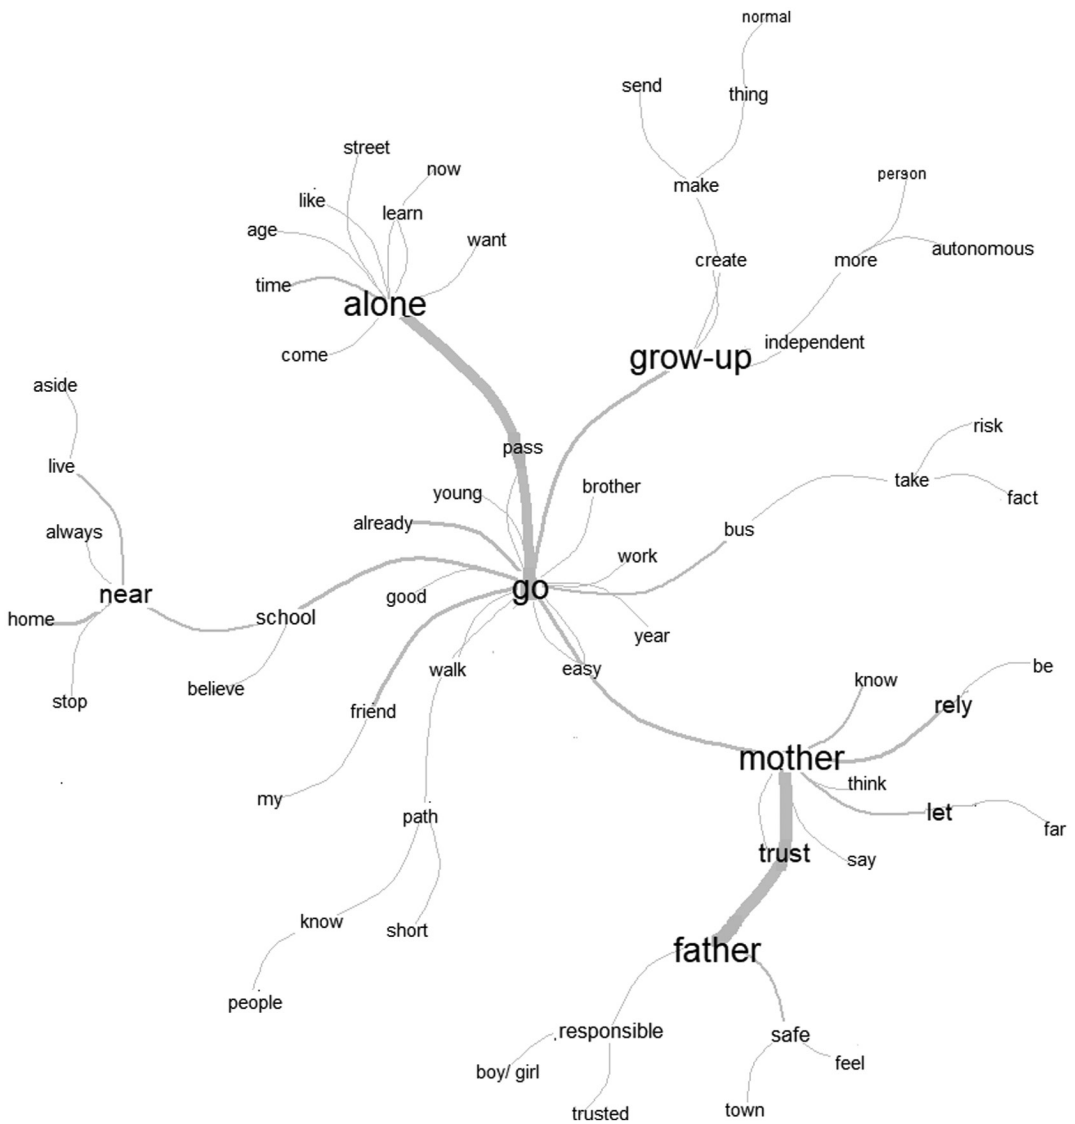 normal
send
thing
street
now
person
make
like
learn
age
want
autonomous
create
more
time
alone
independent
come
grow-up
aside
risk
pass
live
take
young
brother
fact
already
bus
always
work
near
go
good
home
school
year
walk
easy
be
believe
know
stop
rely
friend
mother
think
my
let
path
far
trust
say
know
short
father
people
responsible
safe
feel
boy/ girl
town
trusted